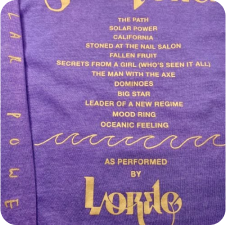 THE PATH
SOLAR POWER
CALIFORNIA
STONED AT THE NAIL SALON
FALLEN FRUIT
SECRETS FROM A GIRL (WHO'S SEEN IT ALL)
THE MAN WITH THE AXE
DOMINOES
BIG STAR
LEADER OF A NEW REGIME
MOOD RING
OCEANIC FEELING
AS PERFORMED
BY
LORDE
LAR POWE